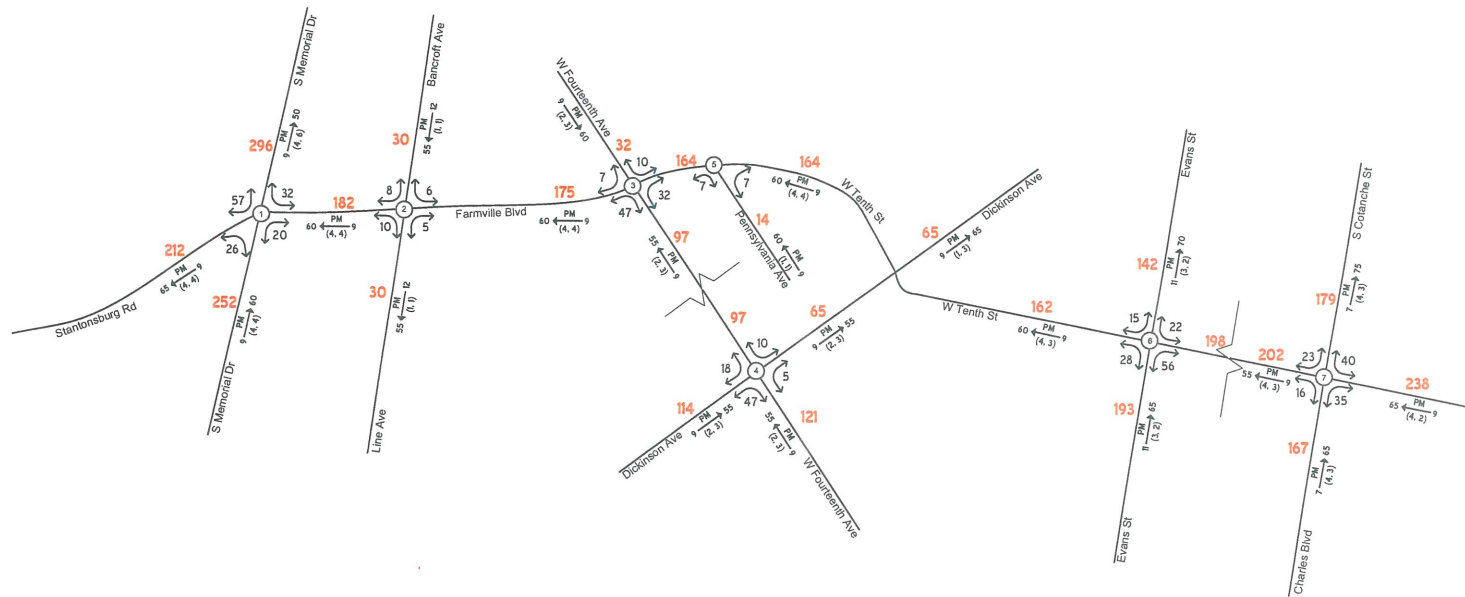 S Memorial Dr
9 PM 50
(4, 6)
296
57
32
1
26
20
212
65 PM 9
(4, 4)
Stantonsburg Rd
252
9 PM 60
(4, 4)
S Memorial Dr
182
60 PM 9
(4, 4)
Bancroft Ave
55 PM 12
(1, 1)
30
8
6
2
10
5
30
55 PM 12
(1, 1)
Line Ave
Farmville Blvd
175
60 PM 9
(4, 4)
W Fourteenth Ave
9 PM 60
(2, 3)
32
10
7
3
32
47
164
5
7
7
164
60 PM 9
(4, 4)
W Tenth St
14
60 PM 9
(1, 1)
Pennsylvania Ave
97
55 PM 9
(2, 3)
97
Dickinson Ave
65
9 PM 65
(1, 3)
65
9 PM 55
(2, 3)
10
18
4
5
47
114
9 PM 55
(2, 3)
Dickinson Ave
121
55 PM 9
(2, 3)
W Fourteenth Ave
W Tenth St
162
60 PM 9
(4, 3)
Evans St
142
11 PM 70
(3, 2)
15
22
6
28
56
193
11 PM 65
(3, 2)
Evans St
198
202
55 PM 9
(4, 3)
S Cotanche St
179
7 PM 75
(4, 3)
23
40
7
16
35
238
65 PM 9
(4, 2)
167
7 PM 65
(4, 3)
Charles Blvd